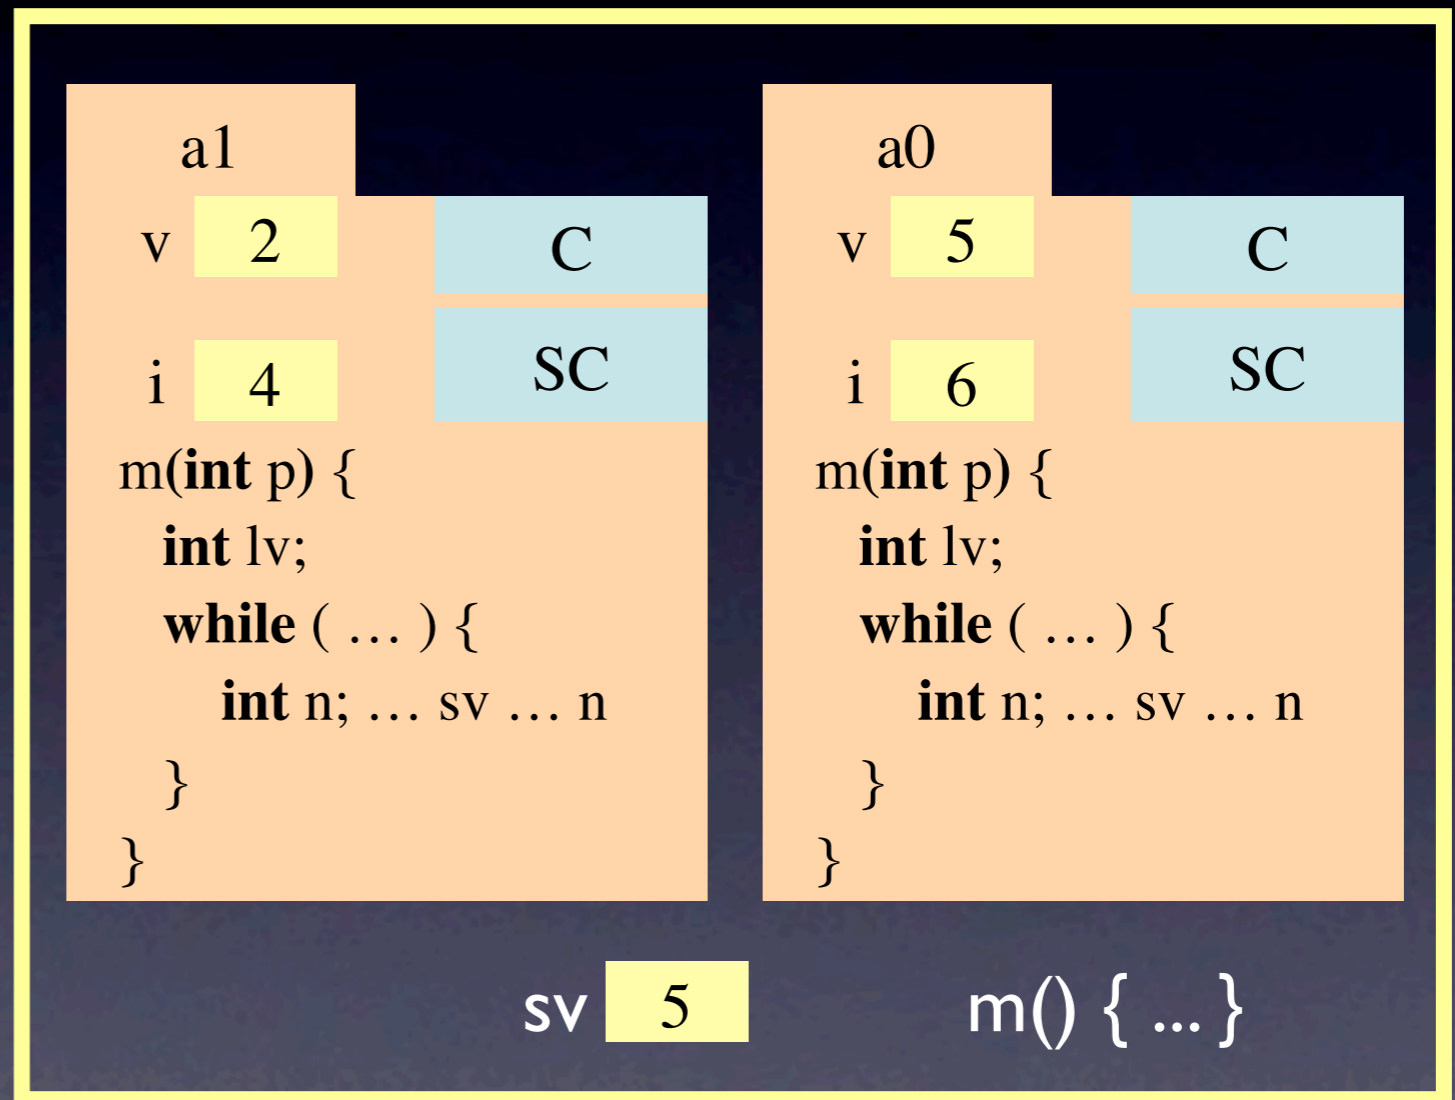 a1
v 2 C
i 4 SC
m(int p) {
int lv;
while ( … ) {
int n; … sv … n
}
}
a0
v 5 C
i 6 SC
m(int p) {
int lv;
while ( … ) {
int n; … sv … n
}
}
sv 5
m() { ... }